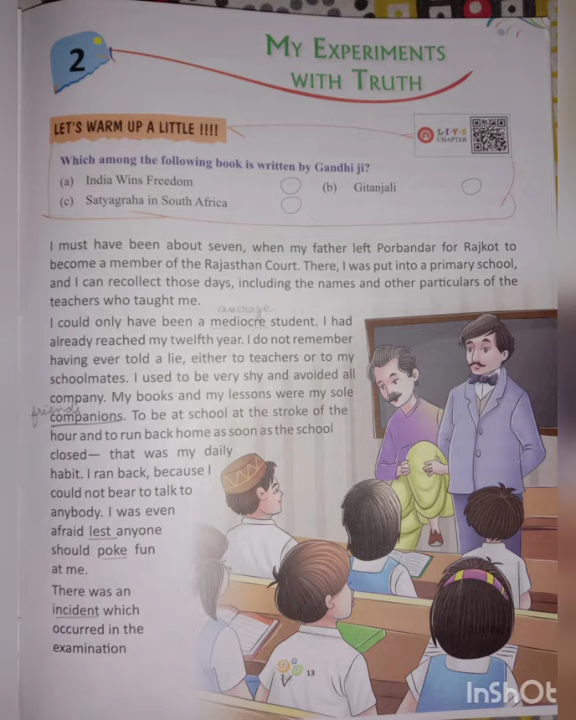 2
MY EXPERIMENTS
WITH TRUTH
LET'S WARM UP A LITTLE !!!!
CHAPTER
Which among the following book is written by Gandhi ji?
(a) India Wins Freedom
(b) Gitanjali
(c) Satyagraha in South Africa
I must have been about seven, when my father left Porbandar for Rajkot to
become a member of the Rajasthan Court. There, I was put into a primary school,
and I can recollect those days, including the names and other particulars of the
teachers who taught me.
average
I could only have been a mediocre student. I had
already reached my twelfth year. I do not remember
having ever told a lie, either to teachers or to my
schoolmates. I used to be very shy and avoided all
company. My books and my lessons were my sole
friends
companions. To be at school at the stroke of the
hour and to run back home as soon as the school
closed— that was my daily
habit. I ran back, because I
could not bear to talk to
anybody. I was even
afraid lest anyone
should poke fun
at me.
There was an
incident which
occurred in the
examination
13
InShOt